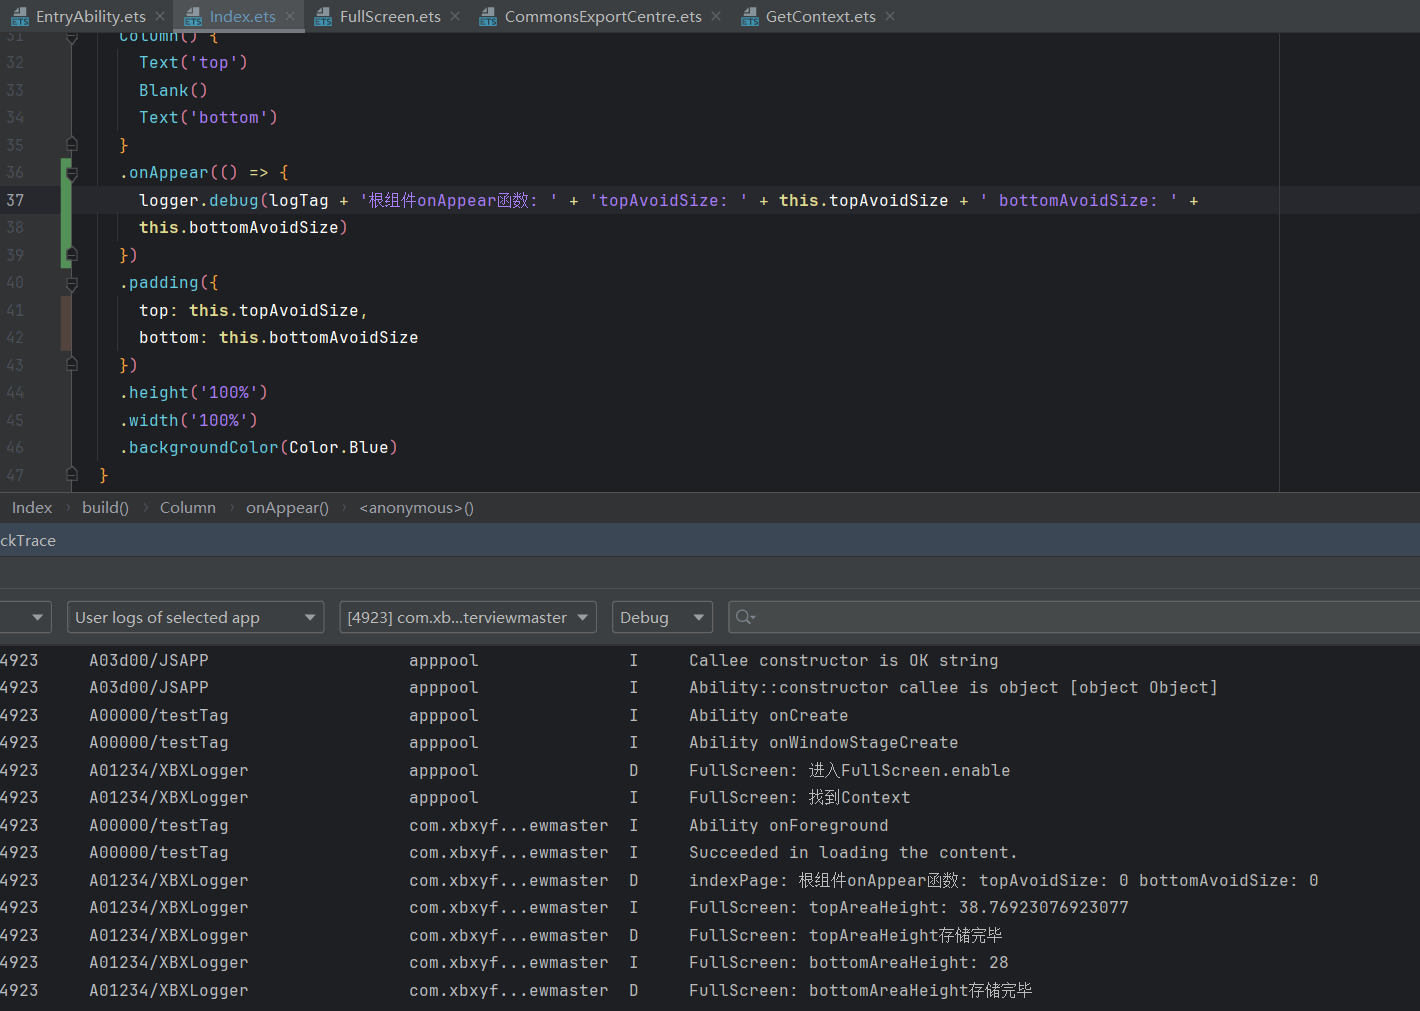 EntryAbility.ets Index.ets FullScreen.ets CommonsExportCentre.ets GetContext.ets
31 Column() {
32 Text('top')
33 Blank()
34 Text('bottom')
35 }
36 .onAppear(() => {
37 logger.debug(logTag + '根组件onAppear函数: ' + 'topAvoidSize: ' + this.topAvoidSize + ' bottomAvoidSize: ' +
38 this.bottomAvoidSize)
39 })
40 .padding({
41 top: this.topAvoidSize,
42 bottom: this.bottomAvoidSize
43 })
44 .height('100%')
45 .width('100%')
46 .backgroundColor(Color.Blue)
47 }
Index › build() › Column › onAppear() › <anonymous>()
ckTrace
User logs of selected app [4923] com.xb...terviewmaster Debug
4923 A03d00/JSAPP apppool I Callee constructor is OK string
4923 A03d00/JSAPP apppool I Ability::constructor callee is object [object Object]
4923 A00000/testTag apppool I Ability onCreate
4923 A00000/testTag apppool I Ability onWindowStageCreate
4923 A01234/XBXLogger apppool D FullScreen: 进入FullScreen.enable
4923 A01234/XBXLogger apppool I FullScreen: 找到Context
4923 A00000/testTag com.xbxyf...ewmaster I Ability onForeground
4923 A00000/testTag com.xbxyf...ewmaster I Succeeded in loading the content.
4923 A01234/XBXLogger com.xbxyf...ewmaster D indexPage: 根组件onAppear函数: topAvoidSize: 0 bottomAvoidSize: 0
4923 A01234/XBXLogger com.xbxyf...ewmaster I FullScreen: topAreaHeight: 38.76923076923077
4923 A01234/XBXLogger com.xbxyf...ewmaster D FullScreen: topAreaHeight存储完毕
4923 A01234/XBXLogger com.xbxyf...ewmaster I FullScreen: bottomAreaHeight: 28
4923 A01234/XBXLogger com.xbxyf...ewmaster D FullScreen: bottomAreaHeight存储完毕